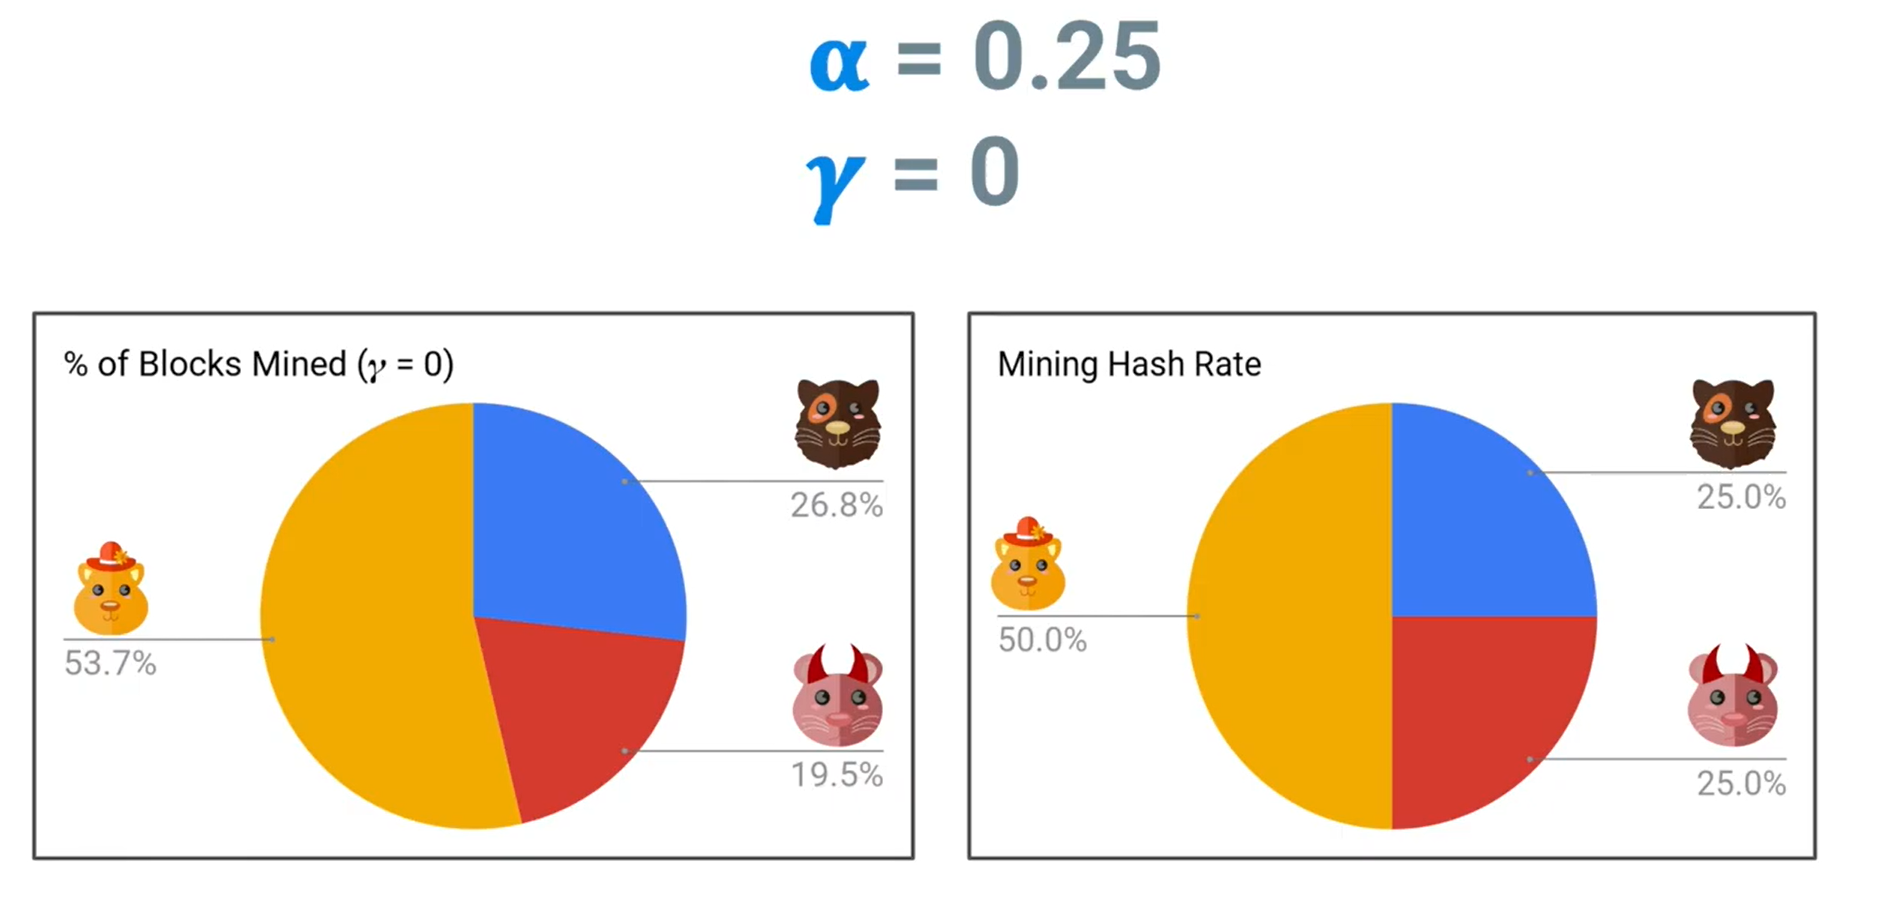 α = 0.25
γ = 0
% of Blocks Mined (γ = 0)
26.8%
53.7%
19.5%
Mining Hash Rate
25.0%
50.0%
25.0%